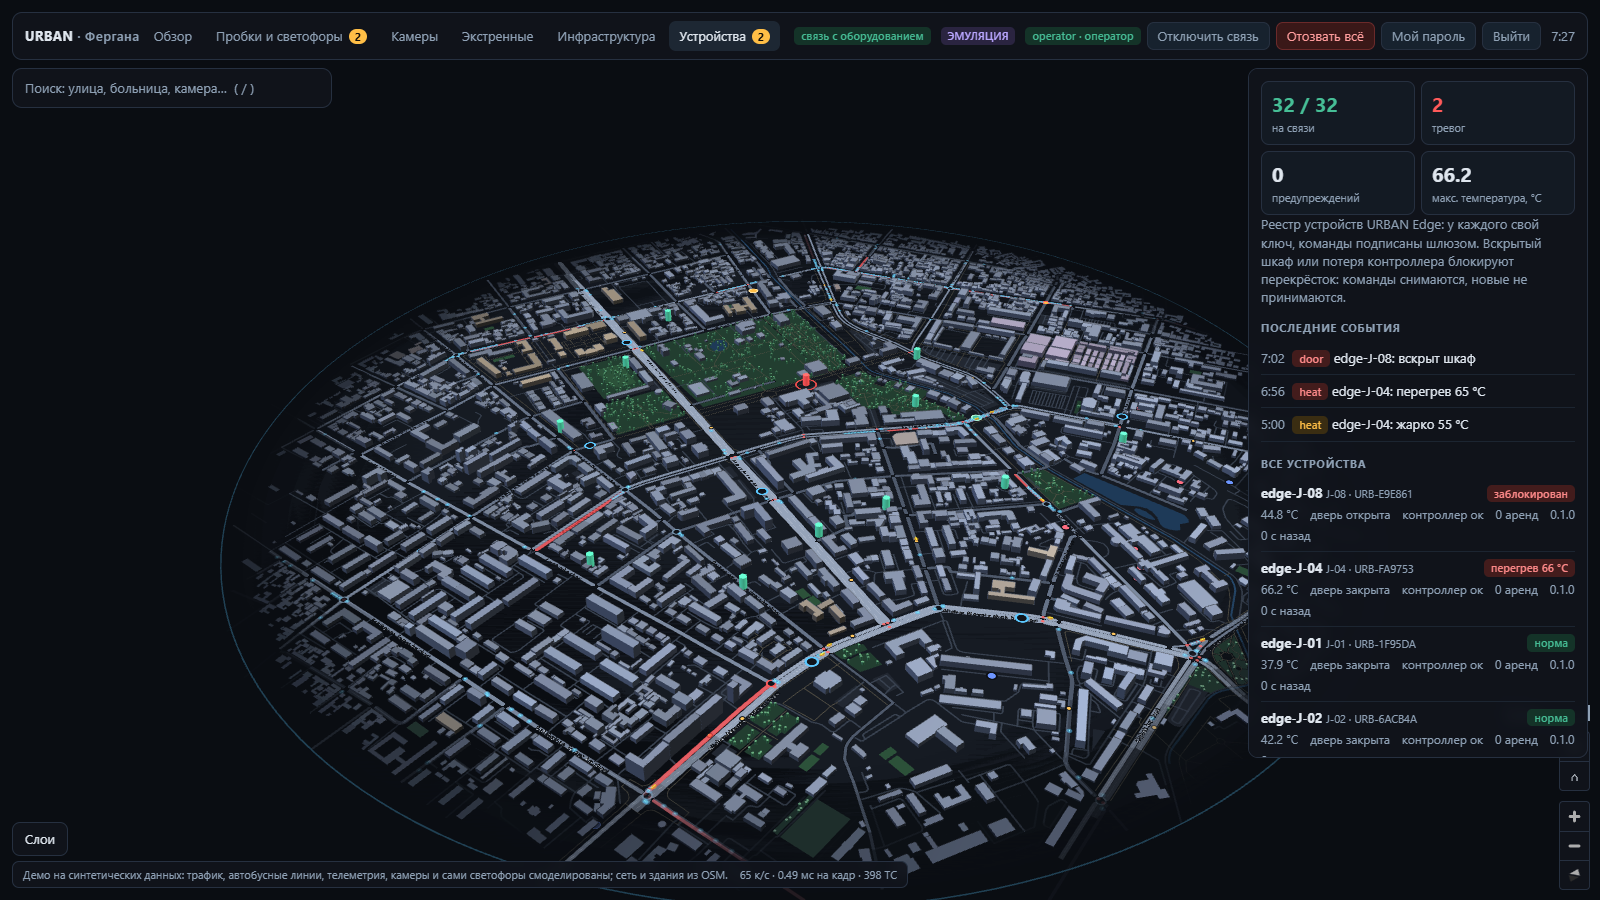 URBAN · Фергана
Обзор
Пробки и светофоры 2
Камеры
Экстренные
Инфраструктура
Устройства 2
связь с оборудованием
ЭМУЛЯЦИЯ
operator · оператор
Отключить связь
Отозвать всё
Мой пароль
Выйти
7:27
Поиск: улица, больница, камера... ( / )
32 / 32
на связи
2
тревог
0
предупреждений
66.2
макс. температура, °C
Реестр устройств URBAN Edge: у каждого свой
ключ, команды подписаны шлюзом. Вскрытый
шкаф или потеря контроллера блокируют
перекрёсток: команды снимаются, новые не
принимаются.
ПОСЛЕДНИЕ СОБЫТИЯ
7:02 door edge-J-08: вскрыт шкаф
6:56 heat edge-J-04: перегрев 65 °C
5:00 heat edge-J-04: жарко 55 °C
ВСЕ УСТРОЙСТВА
edge-J-08 J-08 · URB-E9E861 заблокирован
44.8 °C дверь открыта контроллер ок 0 аренд 0.1.0
0 с назад
edge-J-04 J-04 · URB-FA9753 перегрев 66 °C
66.2 °C дверь закрыта контроллер ок 0 аренд 0.1.0
0 с назад
edge-J-01 J-01 · URB-1F95DA норма
37.9 °C дверь закрыта контроллер ок 0 аренд 0.1.0
0 с назад
edge-J-02 J-02 · URB-6ACB4A норма
42.2 °C дверь закрыта контроллер ок 0 аренд 0.1.0
Слои
Демо на синтетических данных: трафик, автобусные линии, телеметрия, камеры и сами светофоры смоделированы; сеть и здания из OSM. 65 к/с · 0.49 мс на кадр · 398 ТС